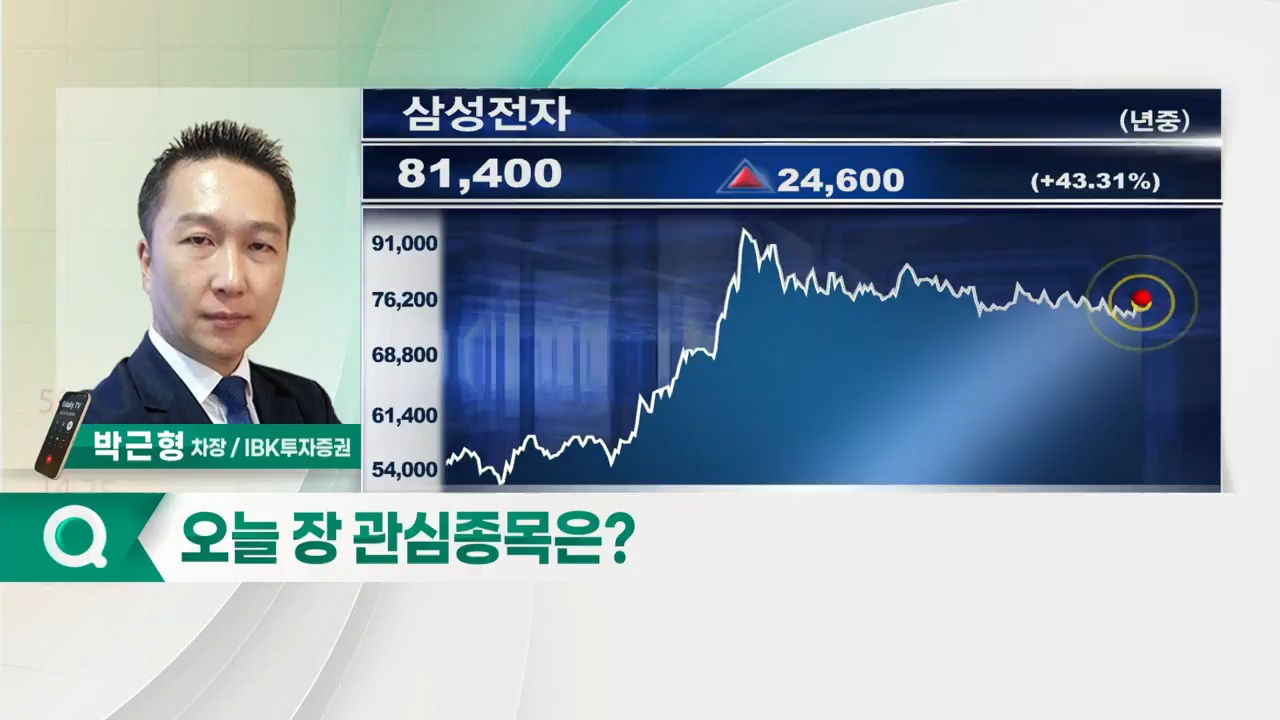 삼성전자
(년중)
81,400 24,600 (+43.31%)
91,000
76,200
68,800
61,400
54,000
Edaily TV
박근형 차장 / IBK투자증권
Q 오늘 장 관심종목은?